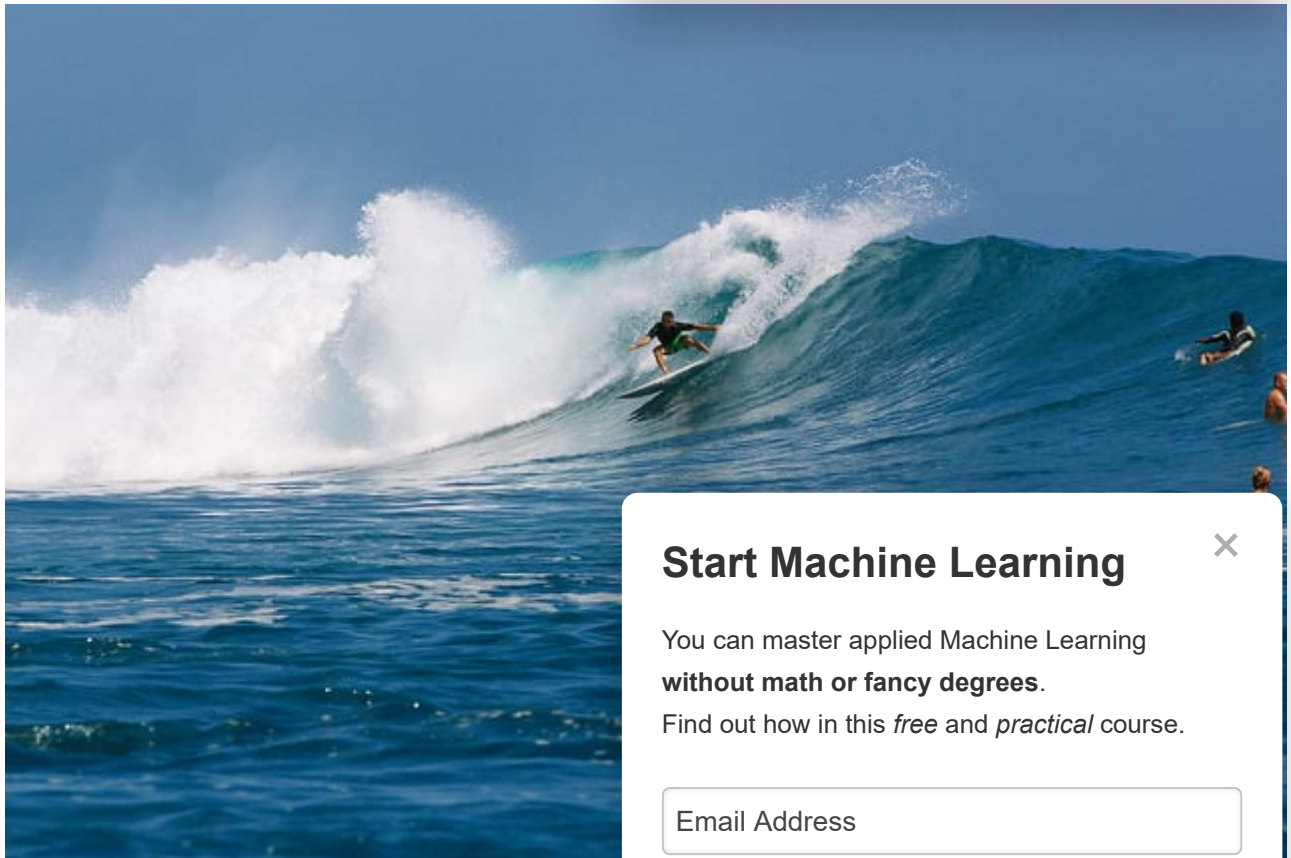 Start Machine Learning
×
You can master applied Machine Learning
without math or fancy degrees.
Find out how in this free and practical course.
Email Address